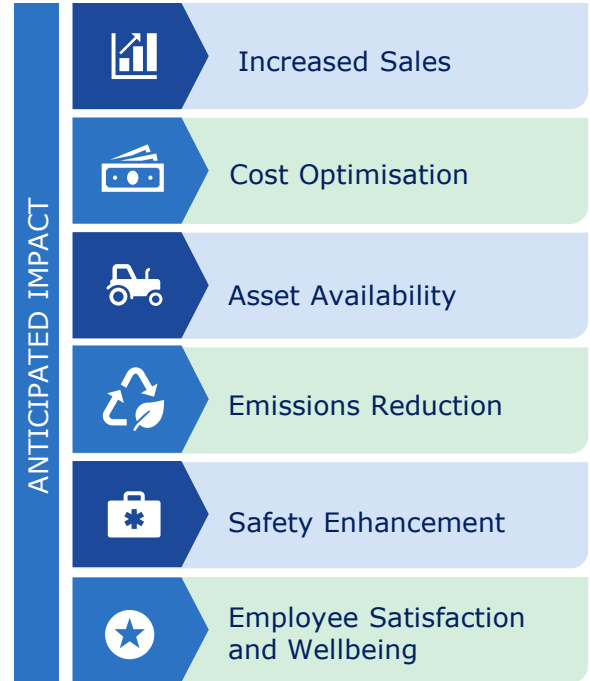 ANTICIPATED IMPACT
Increased Sales
Cost Optimisation
Asset Availability
Emissions Reduction
Safety Enhancement
Employee Satisfaction
and Wellbeing